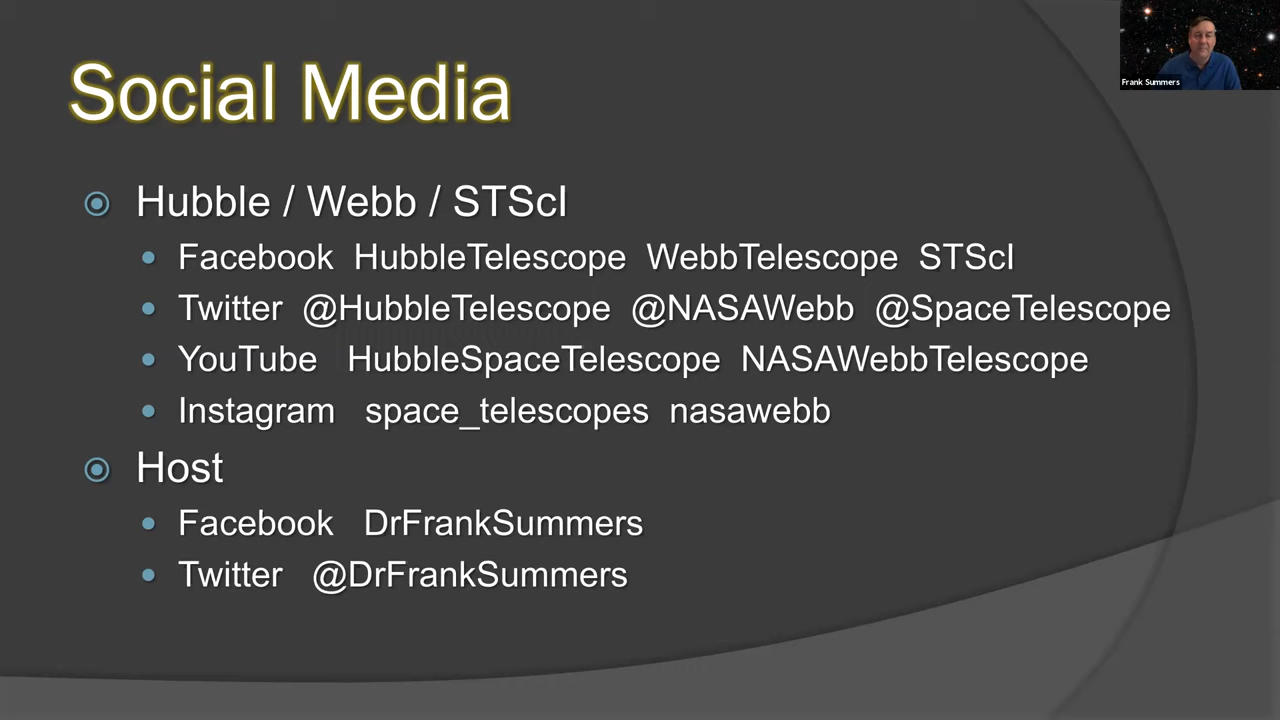 Social Media
Frank Summers
Hubble / Webb / STScI
Facebook HubbleTelescope WebbTelescope STScI
Twitter @HubbleTelescope @NASAWebb @SpaceTelescope
YouTube HubbleSpaceTelescope NASAWebbTelescope
Instagram space_telescopes nasawebb
Host
Facebook DrFrankSummers
Twitter @DrFrankSummers